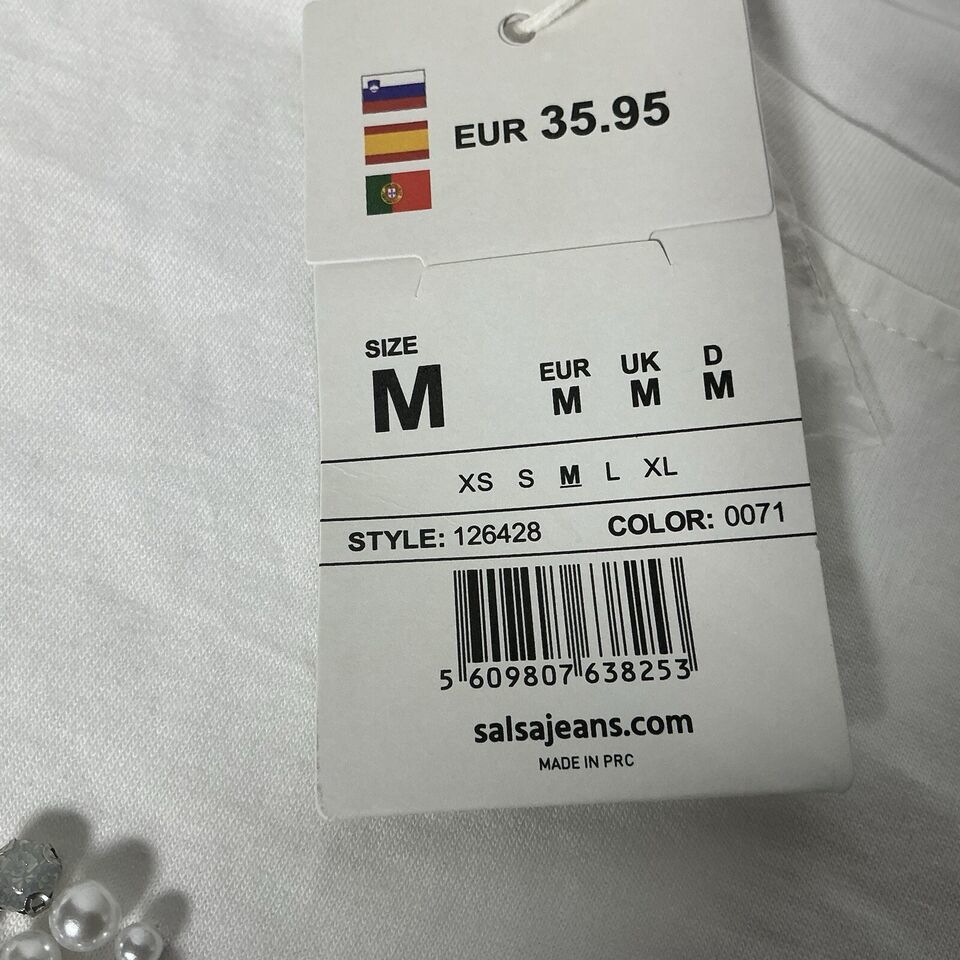 EUR 35.95
SIZE
M
EUR UK D
M M M
XS S M L XL
STYLE: 126428 COLOR: 0071
5 609807 638253
salsajeans.com
MADE IN PRC